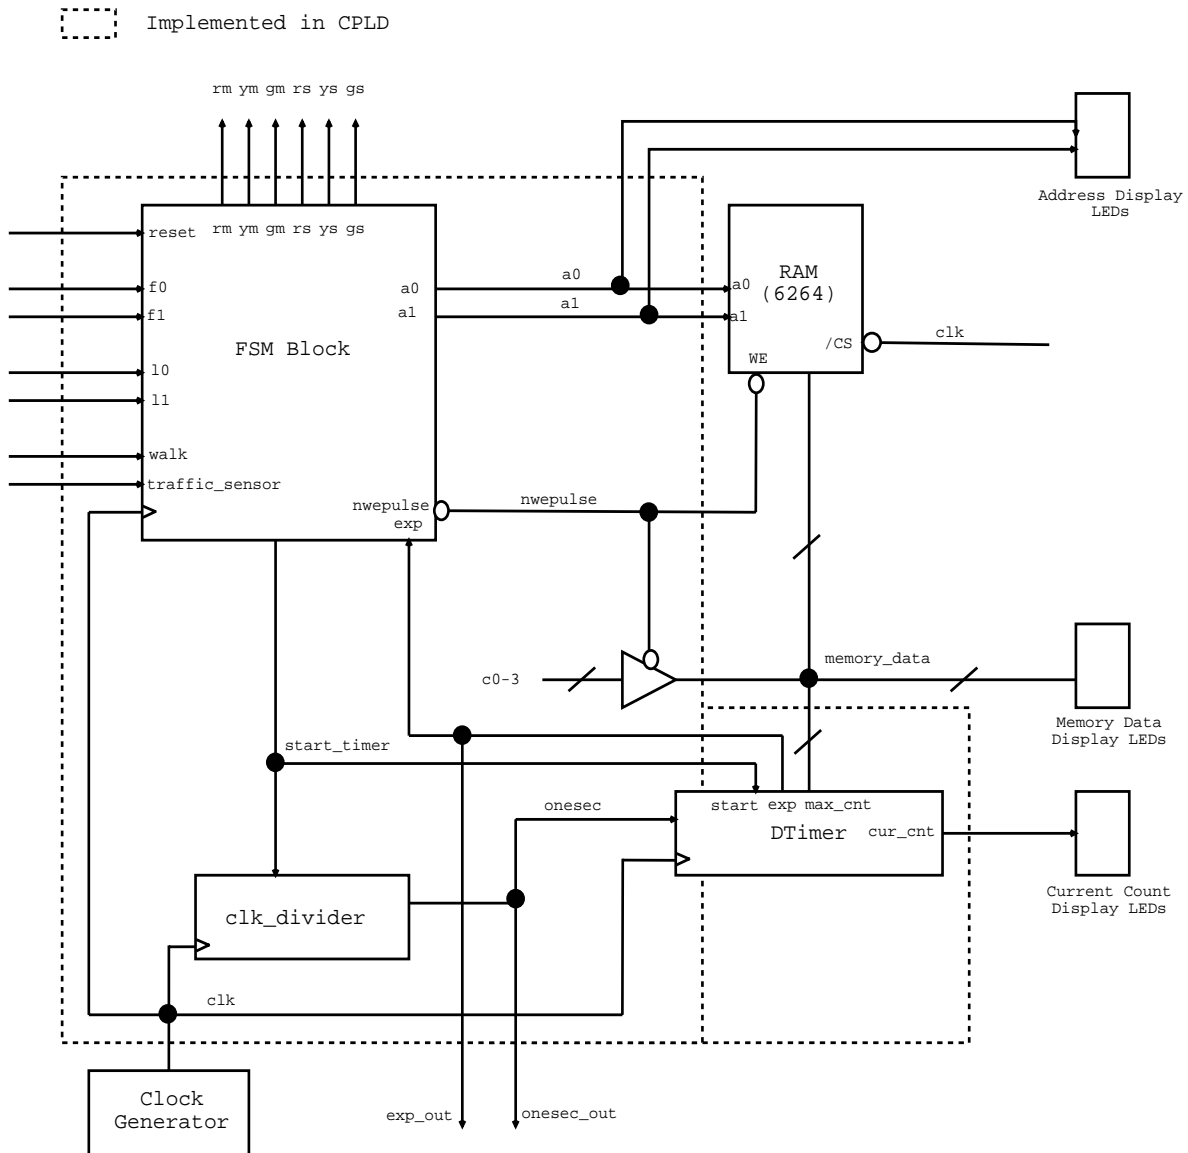 Implemented in CPLD
rm ym gm rs ys gs
Address Display
LEDs
reset
rm ym gm rs ys gs
f0
f1
l0
l1
walk
traffic_sensor
FSM Block
a0
a1
nwepulse
exp
a0
a1
RAM
(6264)
a0
a1
/CS
WE
clk
nwepulse
c0-3
memory_data
Memory Data
Display LEDs
start_timer
onesec
start exp max_cnt
DTimer
cur_cnt
Current Count
Display LEDs
clk_divider
clk
Clock
Generator
exp_out
onesec_out